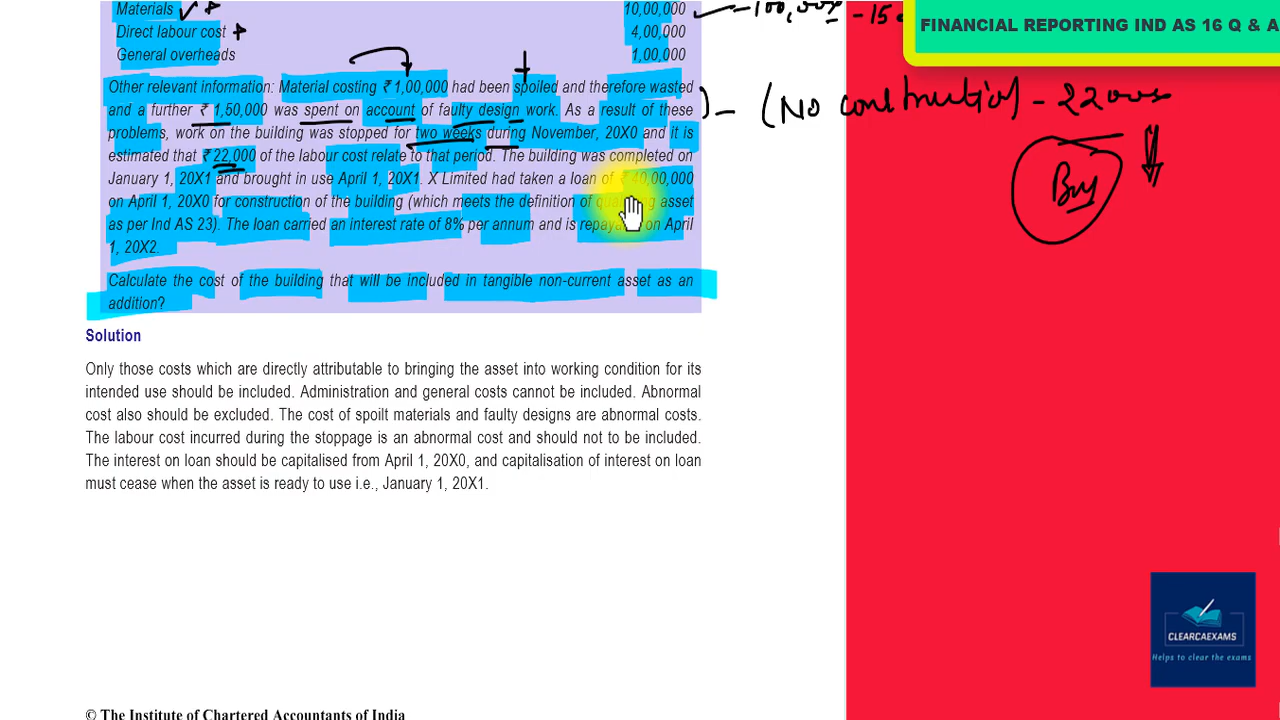 Materials 10,00,000 -100,000
FINANCIAL REPORTING IND AS 16 Q & A
Direct labour cost 4,00,000
General overheads 1,00,000
Other relevant information: Material costing ₹ 1,00,000 had been spoiled and therefore wasted
and a further ₹ 1,50,000 was spent on account of faulty design work. As a result of these
(No construction - 22000
problems, work on the building was stopped for two weeks during November, 20X0 and it is
estimated that ₹ 22,000 of the labour cost relate to that period. The building was completed on
January 1, 20X1 and brought in use April 1, 20X1. X Limited had taken a loan of ₹ 40,00,000
Buy
on April 1, 20X0 for construction of the building (which meets the definition of qualifying asset
as per Ind AS 23). The loan carried an interest rate of 8% per annum and is repayable on April
1, 20X2.
Calculate the cost of the building that will be included in tangible non-current asset as an
addition?
Solution
Only those costs which are directly attributable to bringing the asset into working condition for its
intended use should be included. Administration and general costs cannot be included. Abnormal
cost also should be excluded. The cost of spoilt materials and faulty designs are abnormal costs.
The labour cost incurred during the stoppage is an abnormal cost and should not to be included.
The interest on loan should be capitalised from April 1, 20X0, and capitalisation of interest on loan
must cease when the asset is ready to use i.e., January 1, 20X1.
CLEARCAEXAMS
Helps to clear the exams
© The Institute of Chartered Accountants of India